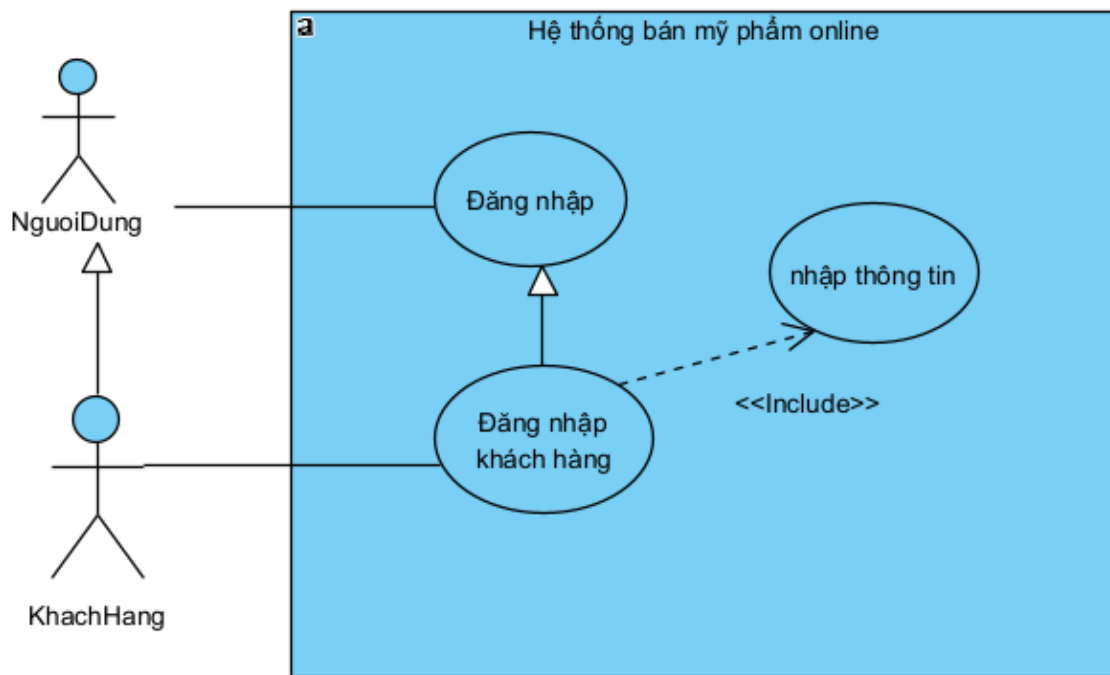 a
Hệ thống bán mỹ phẩm online
Đăng nhập
NguoiDung
nhập thông tin
<<Include>>
Đăng nhập
khách hàng
KhachHang